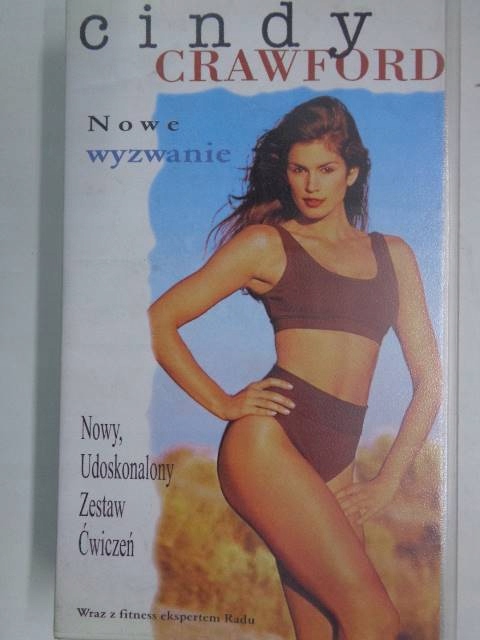 cindy
CRAWFORD
Nowe
wyzwanie
Nowy,
Udoskonalony
Zestaw
Ćwiczeń
Wraz z fitness ekspertem Radu